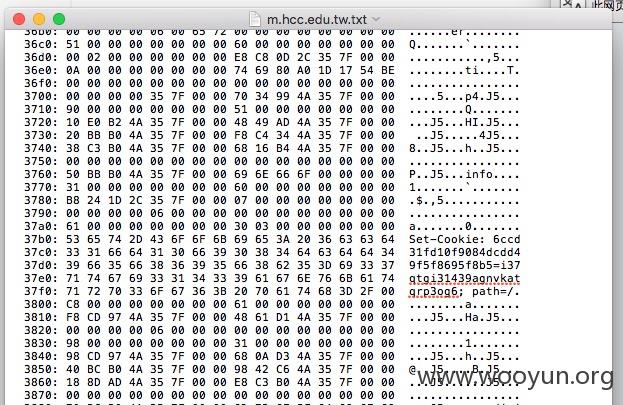 此网页
m.hcc.edu.tw.txt
36b0: 00 00 00 00 06 00 65 72 00 00 00 00 00 00 00 00 ......er........
36c0: 51 00 00 00 00 00 00 00 60 00 00 00 00 00 00 00 Q.......`.......
36d0: 00 02 00 00 00 00 00 00 E8 C8 0D 2C 35 7F 00 00 ...........,5...
36e0: 0A 00 00 00 00 00 00 00 74 69 80 A0 1D 17 54 BE ........ti....T.
36f0: 00 00 00 00 00 00 00 00 00 00 00 00 00 00 00 00 ................
3700: 00 00 00 00 35 7F 00 00 70 34 99 4A 35 7F 00 00 ....5...p4.J5...
3710: 90 00 00 00 00 00 00 00 51 00 00 00 00 00 00 00 ........Q.......
3720: 10 E0 B2 4A 35 7F 00 00 48 49 AD 4A 35 7F 00 00 ...J5...HI.J5...
3730: 20 BB B0 4A 35 7F 00 00 F8 C4 34 4A 35 7F 00 00 ..J5.....4J5...
3740: 38 C3 B0 4A 35 7F 00 00 68 16 B4 4A 35 7F 00 00 8..J5...h..J5...
3750: 00 00 00 00 00 00 00 00 00 00 00 00 00 00 00 00 ................
3760: 50 BB B0 4A 35 7F 00 00 69 6E 66 6F 00 00 00 00 P..J5...info....
3770: 31 00 00 00 00 00 00 00 60 00 00 00 00 00 00 00 1.......`.......
3780: B8 24 1D 2C 35 7F 00 00 07 00 00 00 00 00 00 00 .$.,5...........
3790: 00 00 00 00 06 00 00 00 00 00 00 00 00 00 00 00 ................
37a0: 61 00 00 00 00 00 00 00 30 03 00 00 00 00 00 00 a.......0.......
37b0: 53 65 74 2D 43 6F 6F 6B 69 65 3A 20 36 63 63 64 Set-Cookie: 6ccd
37c0: 33 31 66 64 31 30 66 39 30 38 34 64 63 64 64 34 31fd10f9084dcdd4
37d0: 39 66 35 66 38 36 39 35 66 38 62 35 3D 69 33 37 9f5f8695f8b5=i37
37e0: 71 74 67 69 33 31 34 33 39 61 67 6E 76 6B 61 74 qtgi31439agnvkat
37f0: 71 72 70 33 6F 67 36 3B 20 70 61 74 68 3D 2F 00 qrp3og6; path=/.
3800: C8 00 00 00 00 00 00 00 61 00 00 00 00 00 00 00 ........a.......
3810: F8 CD 97 4A 35 7F 00 00 48 61 D1 4A 35 7F 00 00 ...J5...Ha.J5...
3820: 00 00 00 00 06 00 00 00 00 00 00 00 00 00 00 00 ................
3830: 98 00 00 00 00 00 00 00 31 00 00 00 00 00 00 00 ........1.......
3840: 98 CD 97 4A 35 7F 00 00 68 0A D3 4A 35 7F 00 00 ...J5...h..J5...
3850: 40 BC B0 4A 35 7F 00 00 98 42 C6 4A 35 7F 00 00 @..J5....B.J5...
3860: 18 8D AD 4A 35 7F 00 00 E8 C3 B0 4A 35 7F 00 00 ...J5......J5...
3870: 00 00 00 00 00 00 00 00 00 00 00 00 00 00 00 00
www.wooyun.org